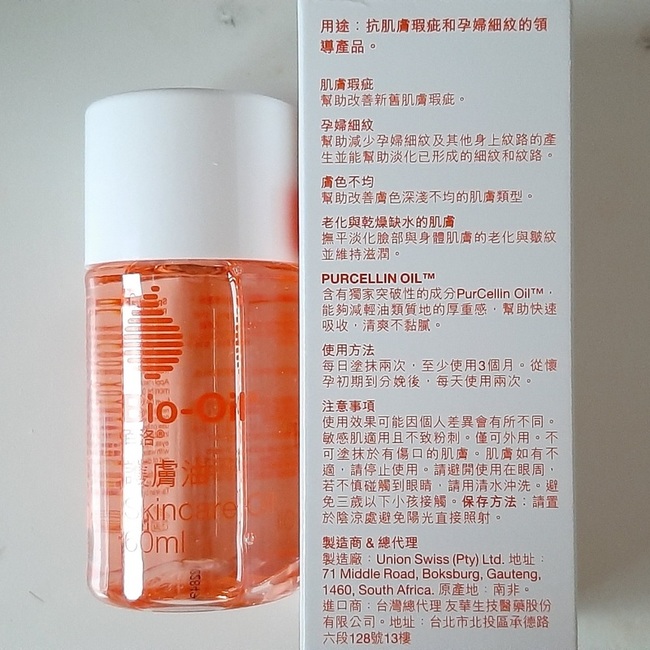 Bio-Oil
百洛®
護膚油
Skincare Oil
60ml
用途：抗肌膚瑕疵和孕婦細紋的領
導產品。
肌膚瑕疵
幫助改善新舊肌膚瑕疵。
孕婦細紋
幫助減少孕婦細紋及其他身上紋路的產
生並能幫助淡化已形成的細紋和紋路。
膚色不均
幫助改善膚色深淺不均的肌膚類型。
老化與乾燥缺水的肌膚
撫平淡化臉部與身體肌膚的老化與皺紋
並維持滋潤。
PURCELLIN OIL™
含有獨家突破性的成分PurCellin Oil™，
能夠減輕油類質地的厚重感，幫助快速
吸收，清爽不黏膩。
使用方法
每日塗抹兩次，至少使用3個月。從懷
孕初期到分娩後，每天使用兩次。
注意事項
使用效果可能因個人差異會有所不同。
敏感肌適用且不致粉刺。僅可外用。不
可塗抹於有傷口的肌膚。肌膚如有不
適，請停止使用。請避開使用在眼周，
若不慎碰觸到眼睛，請用清水沖洗。避
免三歲以下小孩接觸。保存方法：請置
於陰涼處避免陽光直接照射。
製造商 & 總代理
製造廠：Union Swiss (Pty) Ltd. 地址：
71 Middle Road, Boksburg, Gauteng,
1460, South Africa. 原產地：南非。
進口商：台灣總代理 友華生技醫藥股份
有限公司。地址：台北市北投區承德路
六段128號13樓